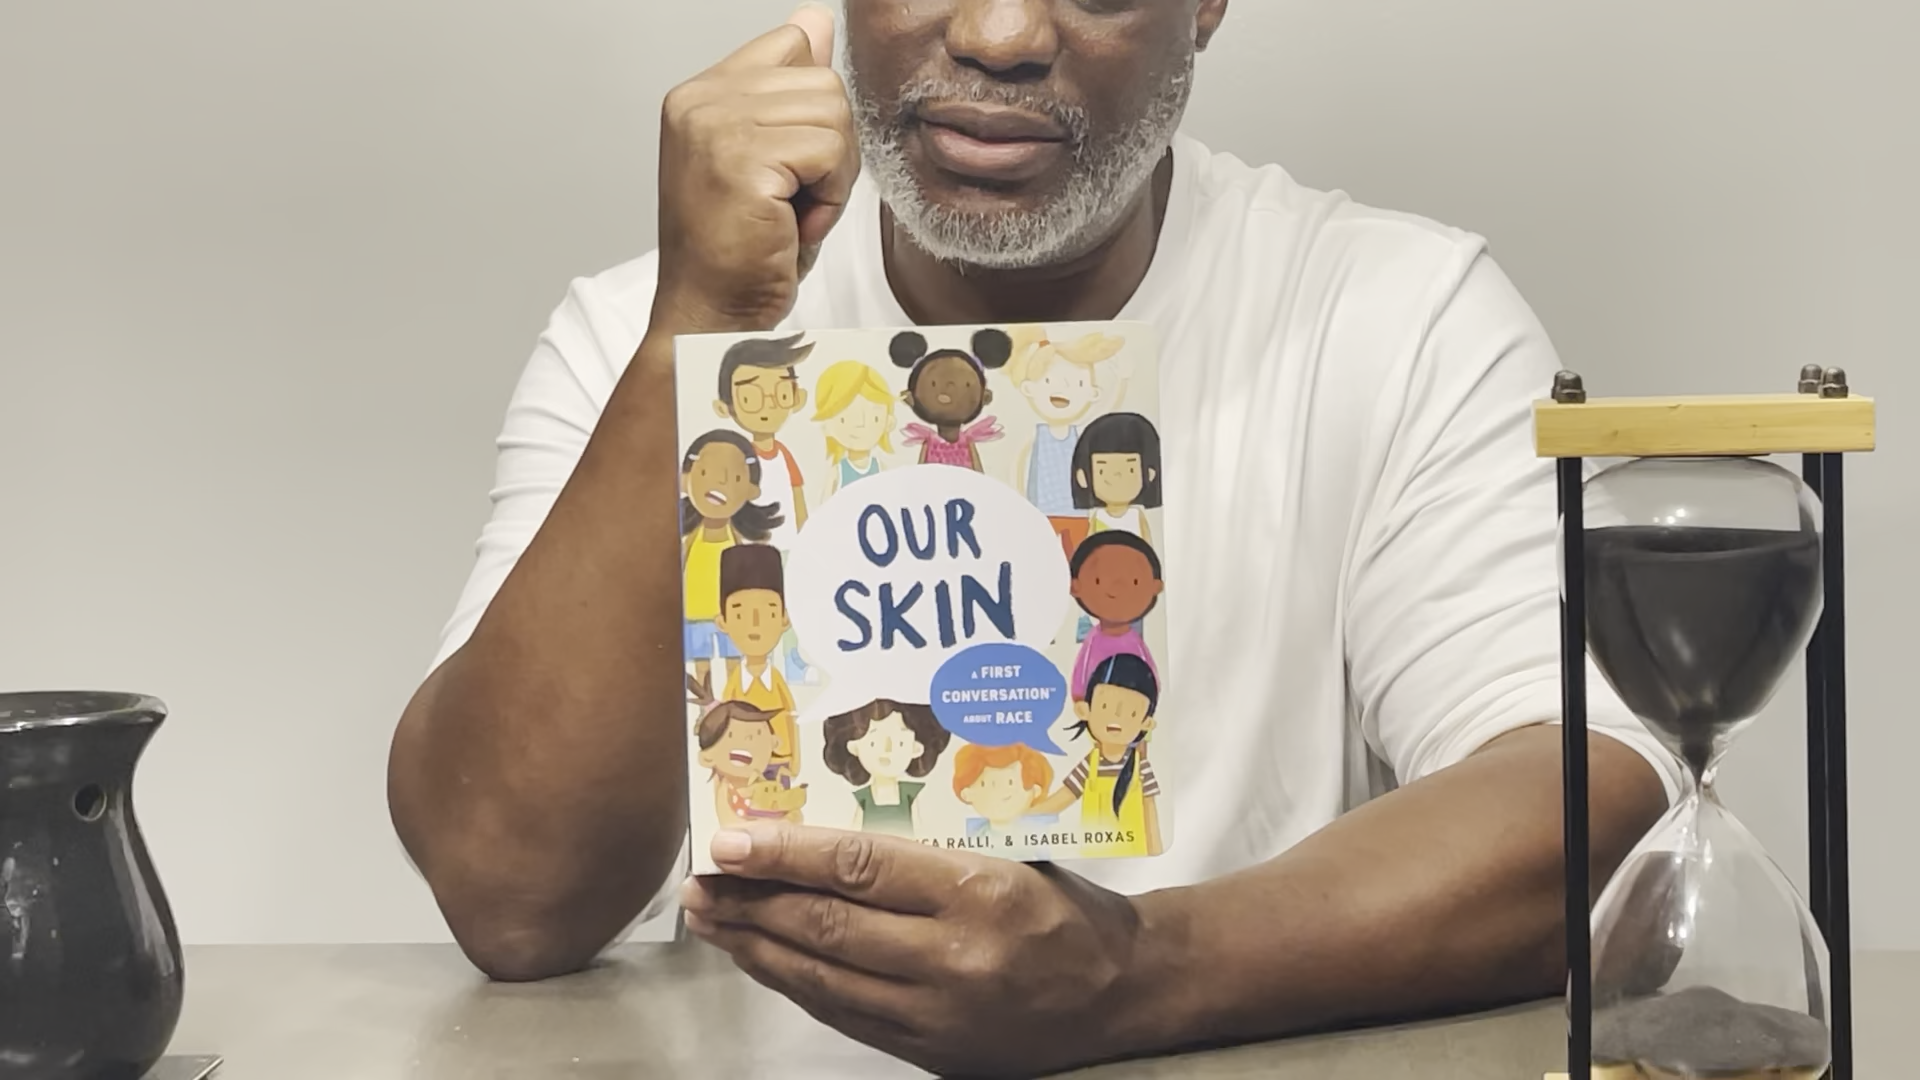 OUR
SKIN
A FIRST
CONVERSATION™
ABOUT RACE
RALLI, & ISABEL ROXAS